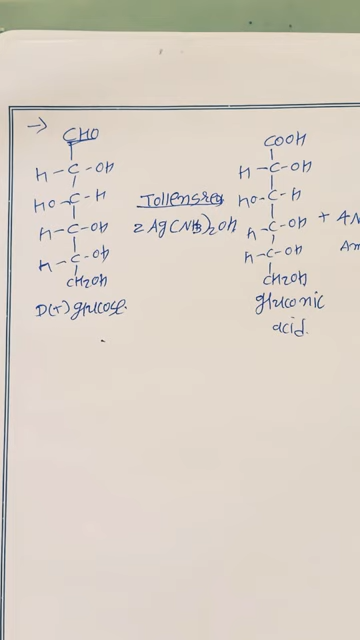 →
CHO
H-C-OH
HO-C-H
H-C-OH
H-C-OH
CH2OH
D(+) glucose.
Tollens reg
2 Ag(NH3)2OH
COOH
H-C-OH
HO-C-H
H-C-OH
H-C-OH
CH2OH
gluconic
acid.
+ 4N
Am